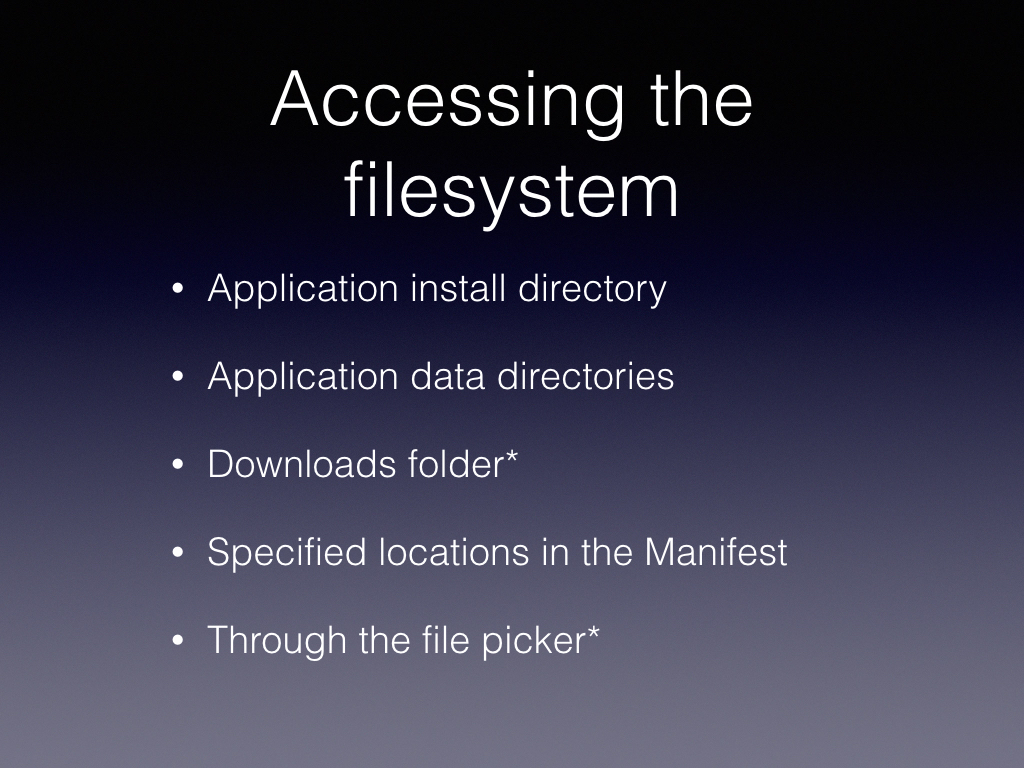 Accessing the
filesystem
• Application install directory
• Application data directories
• Downloads folder*
• Specified locations in the Manifest
• Through the file picker*